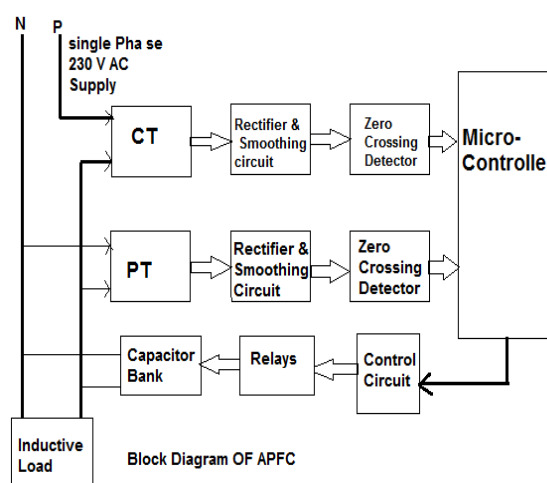 N P
single Pha se
230 V AC
Supply
CT
Rectifier &
Smoothing
circuit
Zero
Crossing
Detector
Micro-
Controlle
PT
Rectifier &
Smoothing
Circuit
Zero
Crossing
Detector
Capacitor
Bank
Relays
Control
Circuit
Inductive
Load
Block Diagram OF APFC